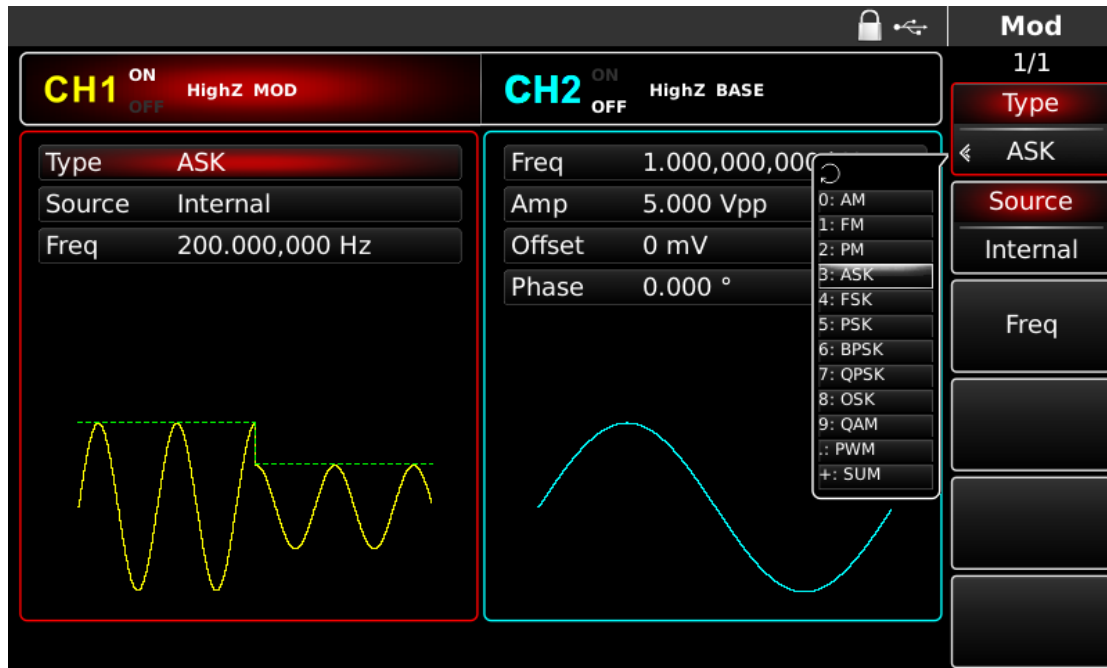 Mod
1/1
CH1 ON OFF HighZ MOD
CH2 ON OFF HighZ BASE
Type ASK
Source Internal
Freq 200.000,000 Hz
Freq 1.000,000,000
Amp 5.000 Vpp
Offset 0 mV
Phase 0.000 °
0: AM
1: FM
2: PM
3: ASK
4: FSK
5: PSK
6: BPSK
7: QPSK
8: OSK
9: QAM
.: PWM
+: SUM
Type
ASK
Source
Internal
Freq